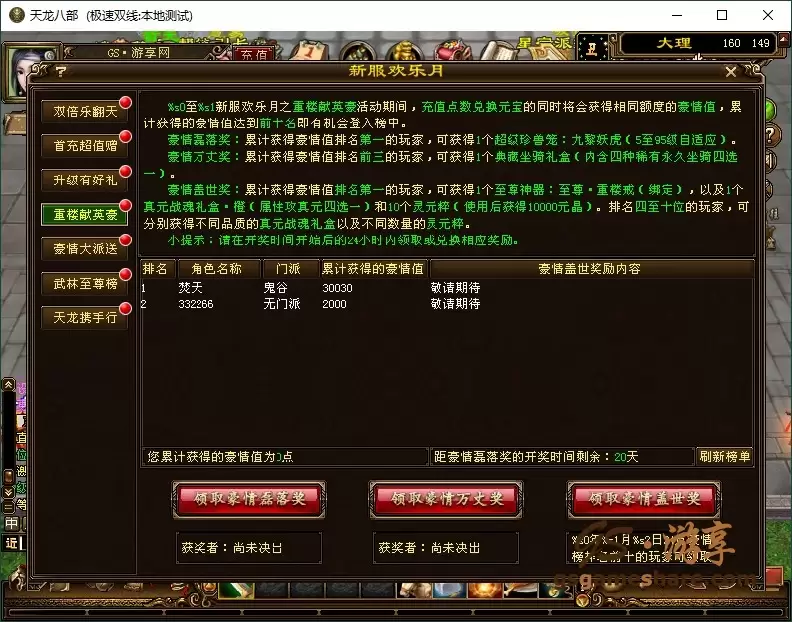 天龙八部 (极速双线:本地测试)
GS·游享网
充值
星宿派
丑
大理
160 149
?
新服欢乐月
双倍乐翻天
首充超值赠
升级有好礼
重楼献英豪
豪情大派送
武林至尊榜
天龙携手行
%s0至%s1新服欢乐月之重楼献英豪活动期间，充值点数兑换元宝的同时将会获得相同额度的豪情值，累
计获得的豪情值达到前十名即有机会登入榜中。
豪情磊落奖：累计获得豪情值排名第一的玩家，可获得1个超级珍兽笼：九黎妖虎（5至95级自适应）。
豪情万丈奖：累计获得豪情值排名前三的玩家，可获得1个典藏坐骑礼盒（内含四种稀有永久坐骑四选
一）。
豪情盖世奖：累计获得豪情值排名第一的玩家，可获得1个至尊神器：至尊·重楼戒（绑定），以及1个
真元战魂礼盒·橙（属性攻真元四选一）和10个灵元粹（使用后获得10000元晶）。排名四至十位的玩家，可
分别获得不同品质的真元战魂礼盒以及不同数量的灵元粹。
小提示：请在开奖时间开始后的24小时内领取或兑换相应奖励。
排名 角色名称 门派 累计获得的豪情值 豪情盖世奖励内容
1 焚天 鬼谷 30030 敬请期待
2 332266 无门派 2000 敬请期待
您累计获得的豪情值为0点
距豪情磊落奖的开奖时间剩余：20天
刷新榜单
领取豪情磊落奖
领取豪情万丈奖
领取豪情盖世奖
获奖者：尚未决出
获奖者：尚未决出
中
近